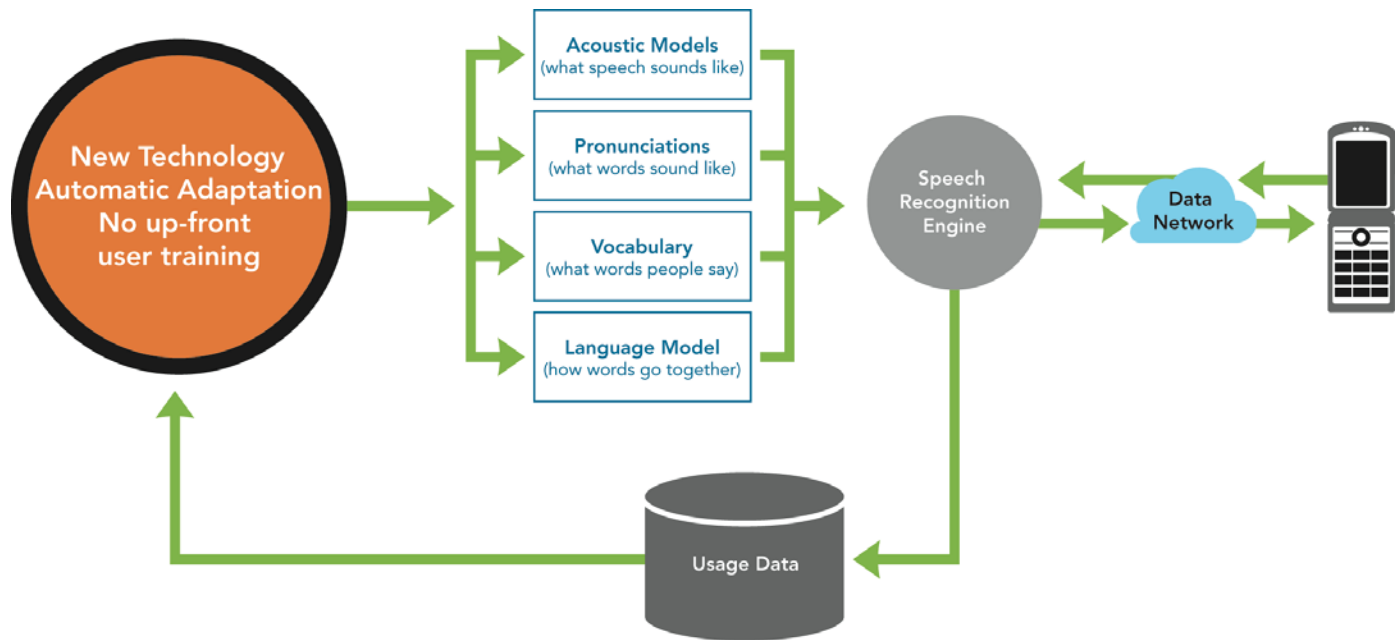 New Technology
Automatic Adaptation
No up-front
user training
Acoustic Models
(what speech sounds like)
Pronunciations
(what words sound like)
Vocabulary
(what words people say)
Language Model
(how words go together)
Speech
Recognition
Engine
Data
Network
Usage Data